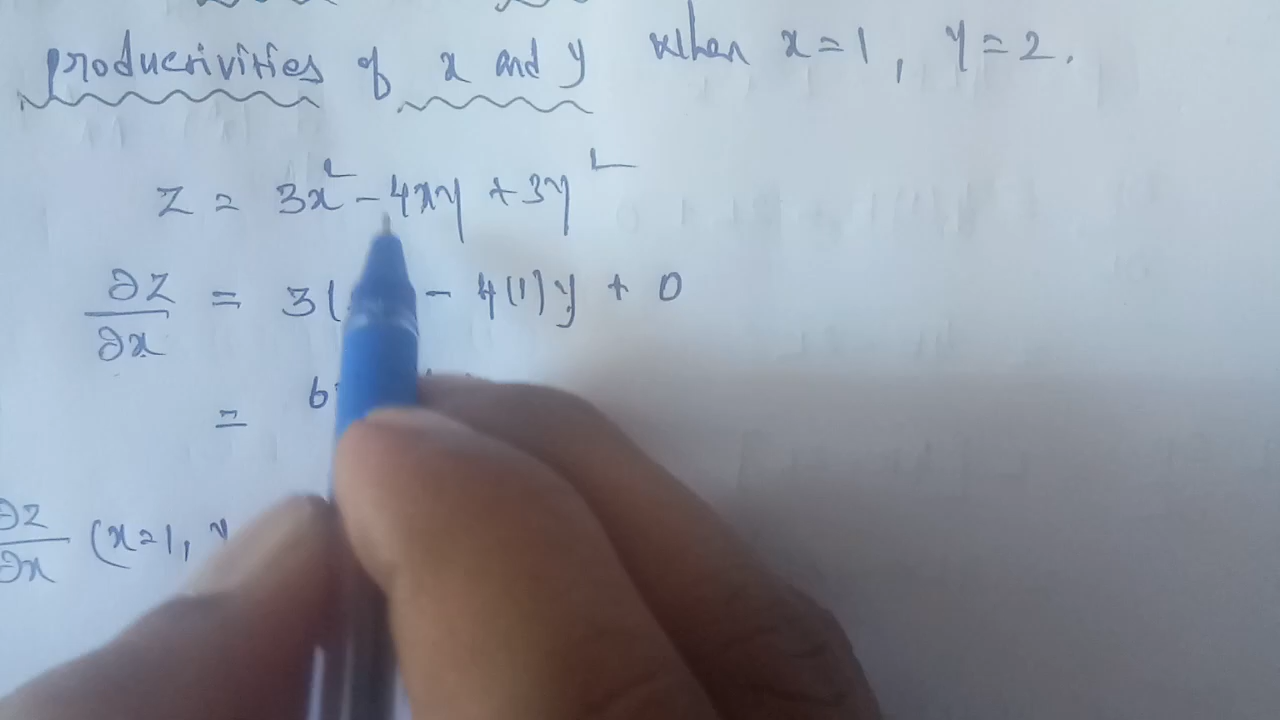 productivities of x and y when x=1, y=2.
z = 3x² - 4xy + 3y²
∂z/∂x = 3( - 4(1)y + 0
= 6
∂z/∂x (x=1, y